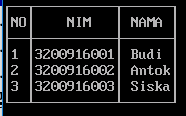 NO NIM NAMA
1 3200916001 Budi
2 3200916002 Antok
3 3200916003 Siska